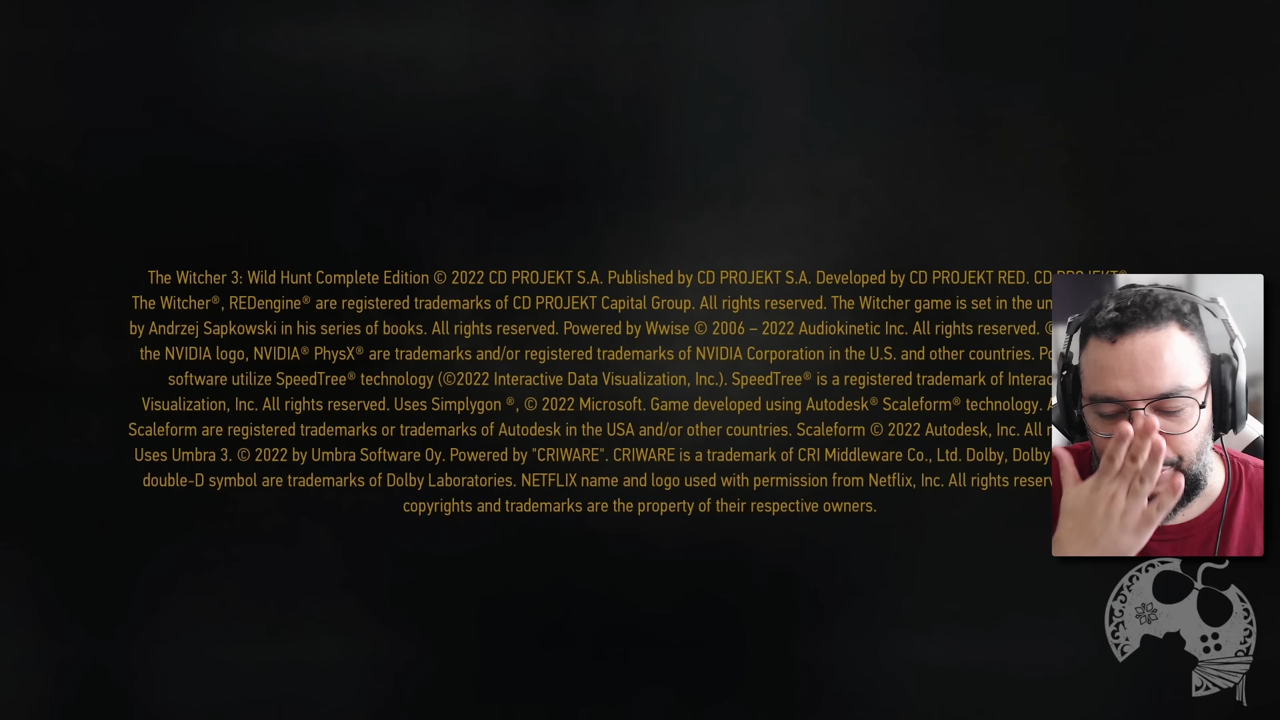 The Witcher 3: Wild Hunt Complete Edition © 2022 CD PROJEKT S.A. Published by CD PROJEKT S.A. Developed by CD PROJEKT RED. CD PROJEKT®
The Witcher®, REDengine® are registered trademarks of CD PROJEKT Capital Group. All rights reserved. The Witcher game is set in the
by Andrzej Sapkowski in his series of books. All rights reserved. Powered by Wwise © 2006 – 2022 Audiokinetic Inc. All rights reserved.
the NVIDIA logo, NVIDIA® PhysX® are trademarks and/or registered trademarks of NVIDIA Corporation in the U.S. and other countries.
software utilize SpeedTree® technology (©2022 Interactive Data Visualization, Inc.). SpeedTree® is a registered trademark of
Visualization, Inc. All rights reserved. Uses Simplygon ®, © 2022 Microsoft. Game developed using Autodesk® Scaleform® technology.
Scaleform are registered trademarks or trademarks of Autodesk in the USA and/or other countries. Scaleform © 2022 Autodesk, Inc. All
Uses Umbra 3. © 2022 by Umbra Software Oy. Powered by "CRIWARE". CRIWARE is a trademark of CRI Middleware Co., Ltd. Dolby, Dolby
double-D symbol are trademarks of Dolby Laboratories. NETFLIX name and logo used with permission from Netflix, Inc. All rights
copyrights and trademarks are the property of their respective owners.